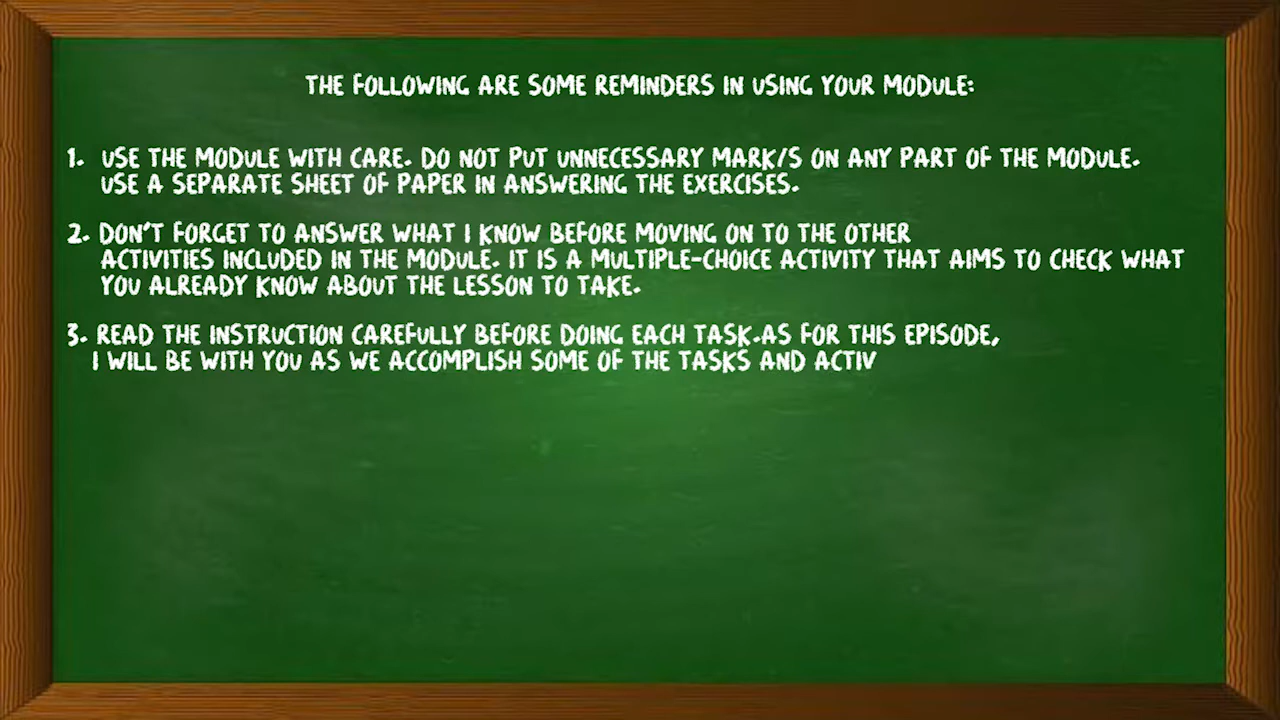 THE FOLLOWING ARE SOME REMINDERS IN USING YOUR MODULE:
1. USE THE MODULE WITH CARE. DO NOT PUT UNNECESSARY MARK/S ON ANY PART OF THE MODULE.
USE A SEPARATE SHEET OF PAPER IN ANSWERING THE EXERCISES.
2. DON'T FORGET TO ANSWER WHAT I KNOW BEFORE MOVING ON TO THE OTHER
ACTIVITIES INCLUDED IN THE MODULE. IT IS A MULTIPLE-CHOICE ACTIVITY THAT AIMS TO CHECK WHAT
YOU ALREADY KNOW ABOUT THE LESSON TO TAKE.
3. READ THE INSTRUCTION CAREFULLY BEFORE DOING EACH TASK.AS FOR THIS EPISODE,
I WILL BE WITH YOU AS WE ACCOMPLISH SOME OF THE TASKS AND ACTIV